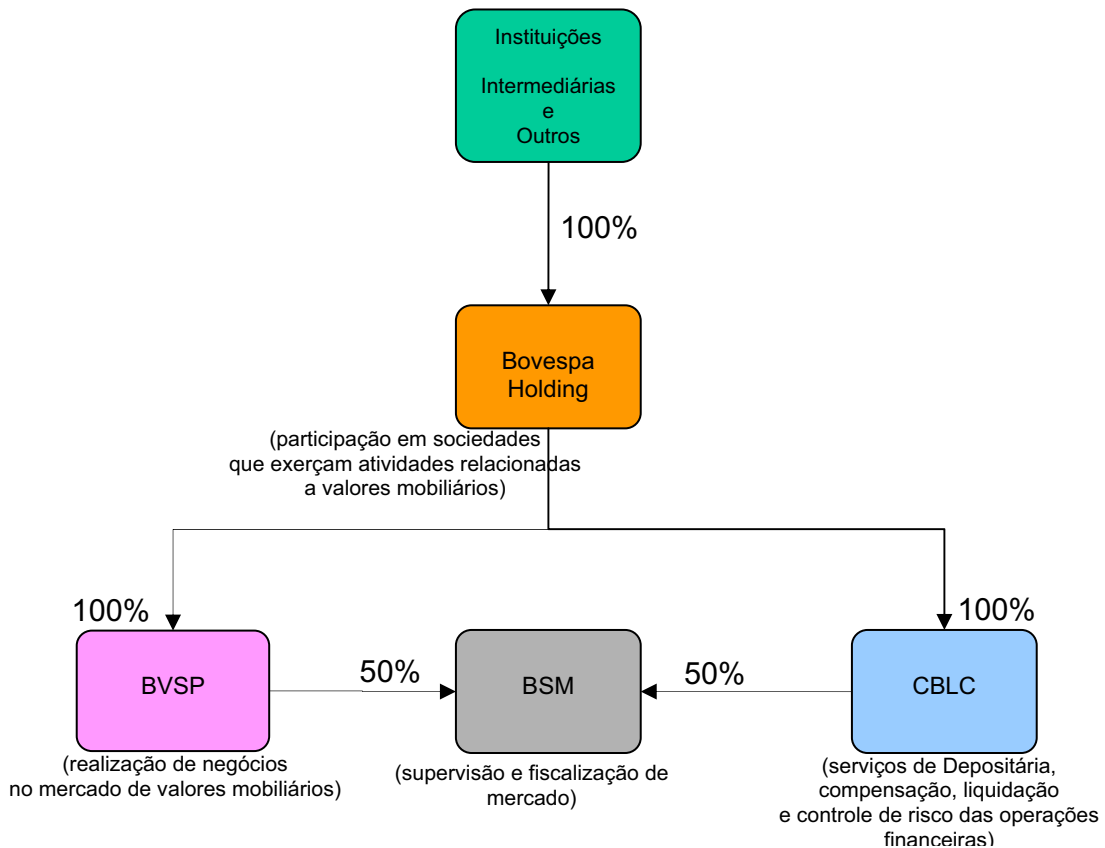 Instituições
Intermediárias
e
Outros
100%
Bovespa
Holding
(participação em sociedades
que exerçam atividades relacionadas
a valores mobiliários)
100%
100%
BVSP
50%
BSM
50%
CBLC
(realização de negócios
no mercado de valores mobiliários)
(supervisão e fiscalização de
mercado)
(serviços de Depositária,
compensação, liquidação
e controle de risco das operações
financeiras)